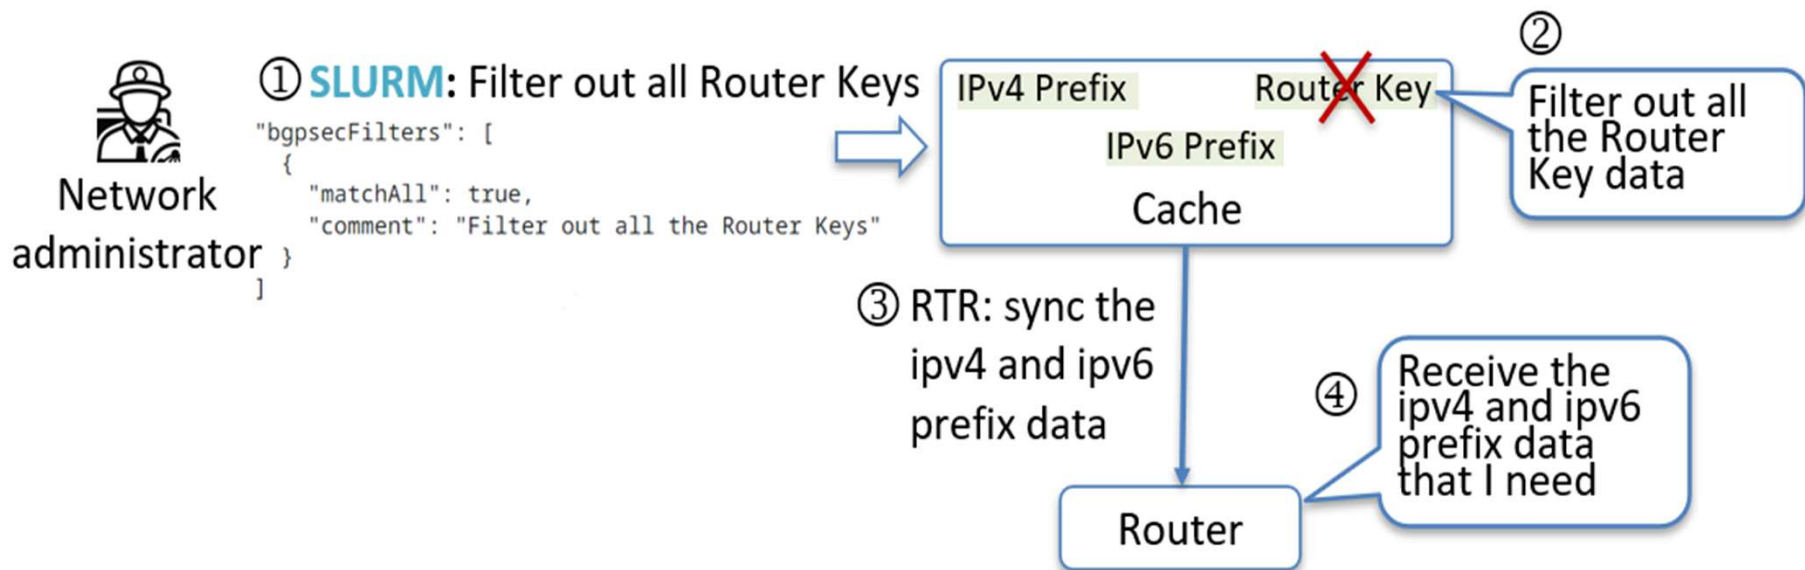 ① SLURM: Filter out all Router Keys
"bgpsecFilters": [
{
"matchAll": true,
"comment": "Filter out all the Router Keys"
}
]
Network
administrator
IPv4 Prefix
Router Key
IPv6 Prefix
Cache
②
Filter out all
the Router
Key data
③ RTR: sync the
ipv4 and ipv6
prefix data
④
Receive the
ipv4 and ipv6
prefix data
that I need
Router